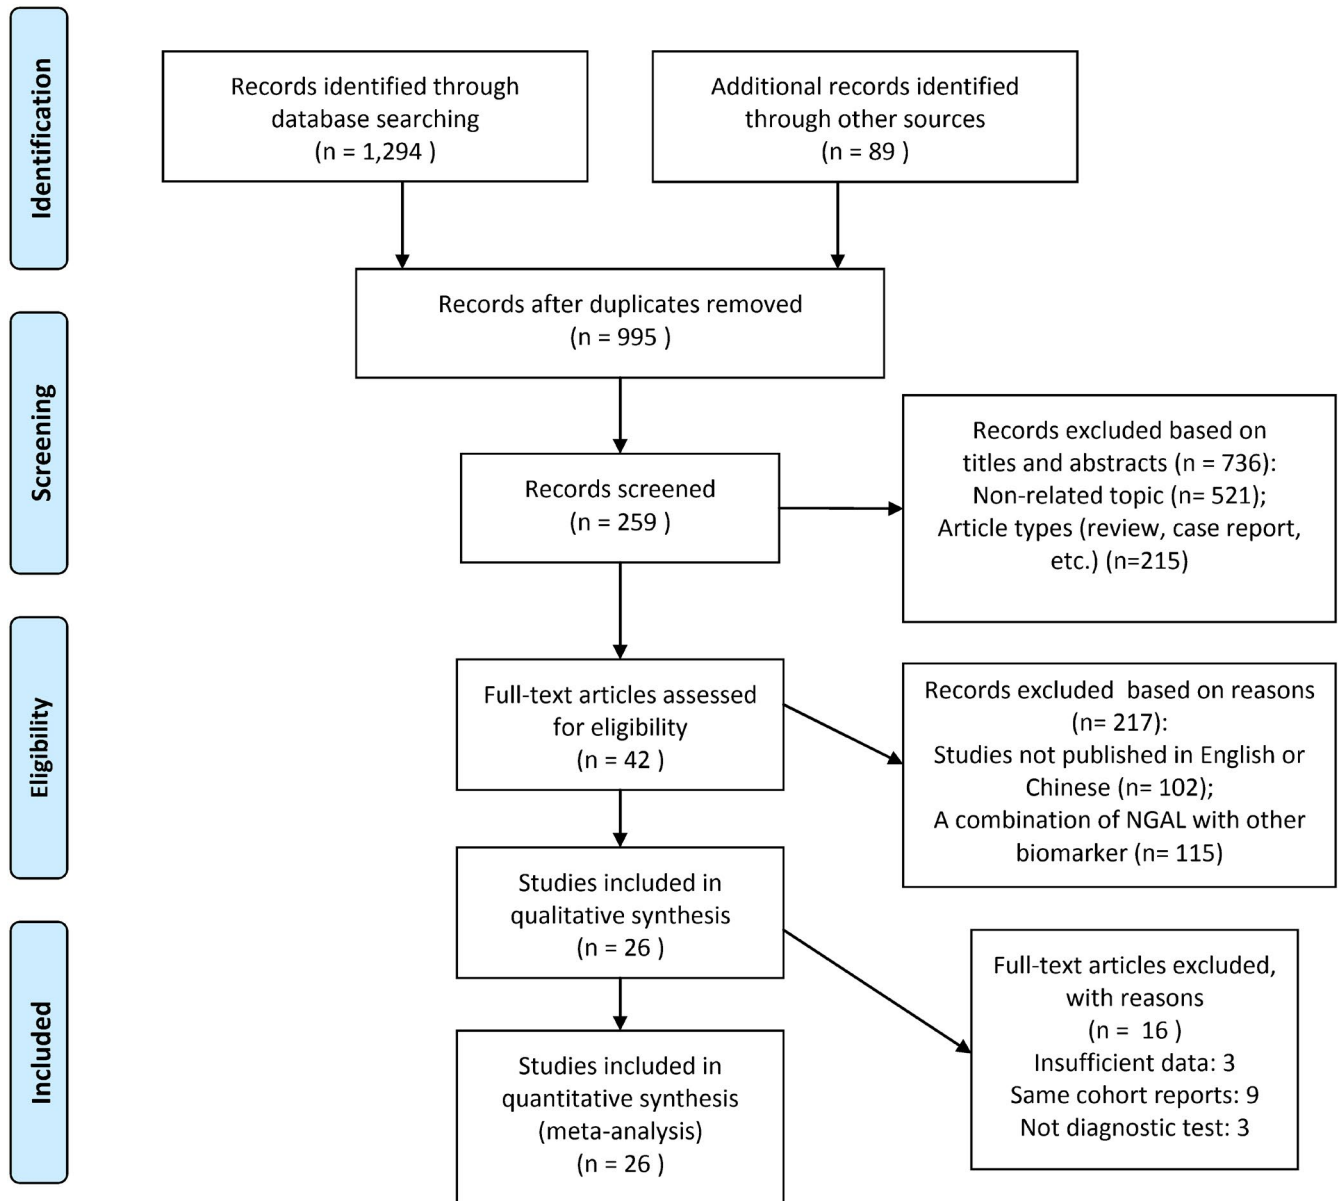 Identification
Records identified through
database searching
(n = 1,294 )
Additional records identified
through other sources
(n = 89 )
Records after duplicates removed
(n = 995 )
Screening
Records screened
(n = 259 )
Records excluded based on
titles and abstracts (n = 736):
Non-related topic (n= 521);
Article types (review, case report,
etc.) (n=215)
Eligibility
Full-text articles assessed
for eligibility
(n = 42 )
Records excluded  based on reasons
(n= 217):
Studies not published in English or
Chinese (n= 102);
A combination of NGAL with other
biomarker (n= 115)
Studies included in
qualitative synthesis
(n = 26 )
Included
Full-text articles excluded,
with reasons
(n =  16 )
Insufficient data: 3
Same cohort reports: 9
Not diagnostic test: 3
Studies included in
quantitative synthesis
(meta-analysis)
(n = 26 )